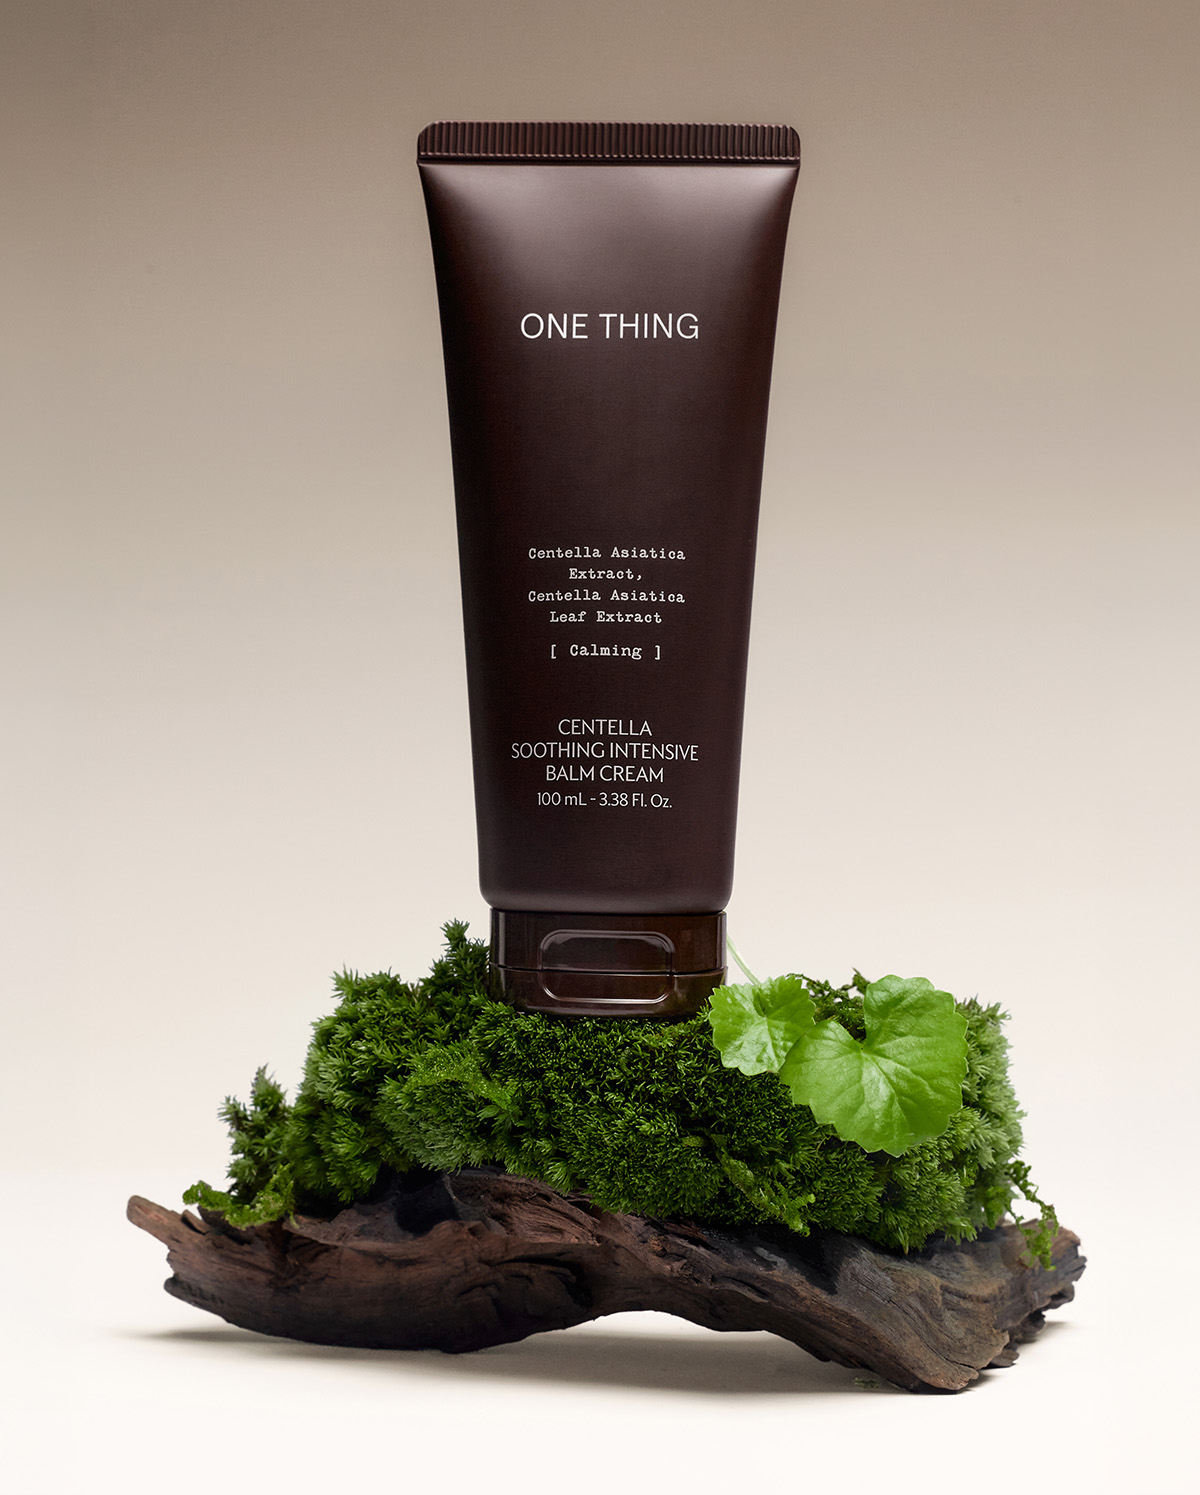 ONE THING
Centella Asiatica
Extract,
Centella Asiatica
Leaf Extract
[ Calming ]
CENTELLA
SOOTHING INTENSIVE
BALM CREAM
100 mL - 3.38 Fl. Oz.